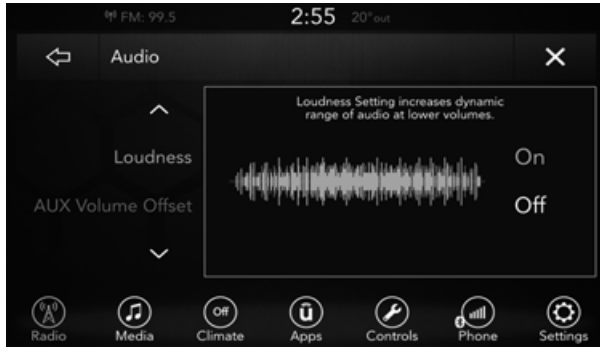 FM: 99.5 2:55 20°out
Audio
Loudness Setting increases dynamic
range of audio at lower volumes.
Loudness On
AUX Volume Offset Off
Off
Radio Media Climate Apps Controls Phone Settings